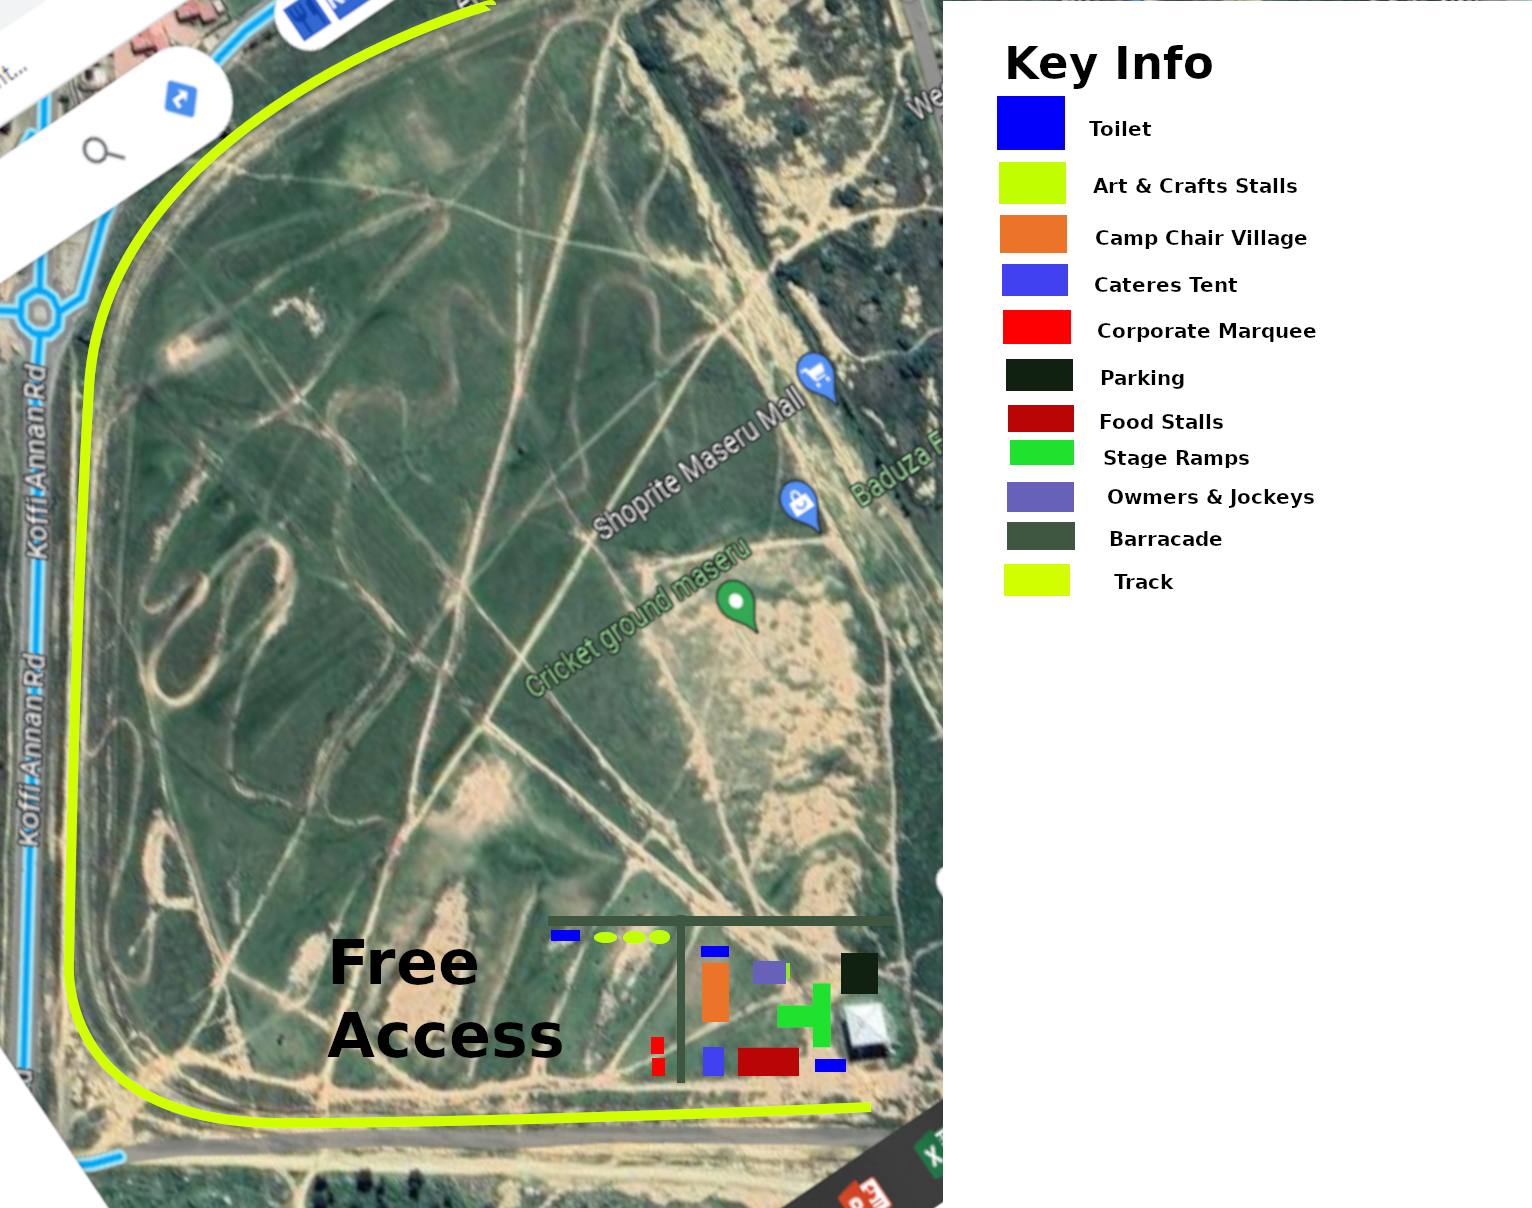 Key Info
Toilet
Art & Crafts Stalls
Camp Chair Village
Cateres Tent
Corporate Marquee
Parking
Food Stalls
Stage Ramps
Owmers & Jockeys
Barracade
Track
Koffi Annan Rd
Koffi Annan Rd
Shoprite Maseru Mall
Cricket ground maseru
Baduza F
We
Free
Access